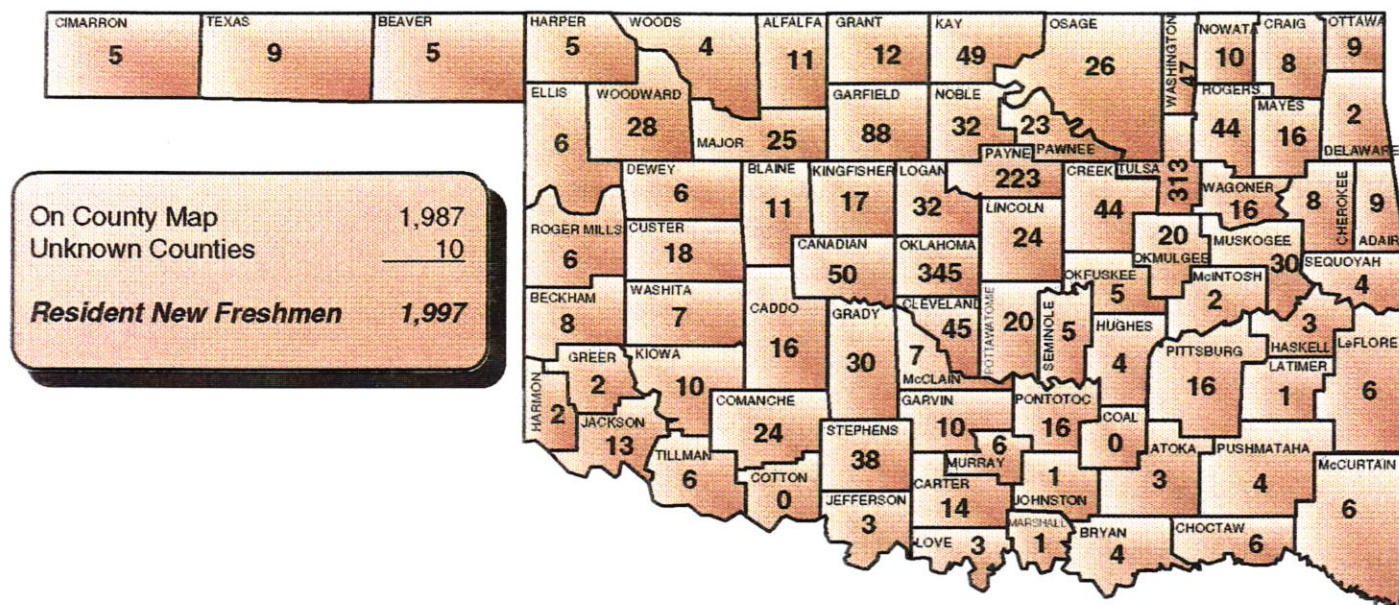 CIMARRON
5
TEXAS
9
BEAVER
5
HARPER
5
WOODS
4
ALFALFA
11
GRANT
12
KAY
49
OSAGE
26
WASHINGTON
47
NOWATA
10
CRAIG
8
OTTAWA
9
ELLIS
6
WOODWARD
28
MAJOR
25
GARFIELD
88
NOBLE
32
23
PAWNEE
ROGERS
44
MAYES
16
2
DELAWARE
DEWEY
6
BLAINE
11
KINGFISHER
17
LOGAN
32
PAYNE
223
CREEK
44
TULSA
313
WAGONER
16
8
CHEROKEE
9
ADAIR
On County Map 1,987
Unknown Counties 10
Resident New Freshmen 1,997
ROGER MILLS
6
CUSTER
18
CANADIAN
50
OKLAHOMA
345
LINCOLN
24
20
OKMULGEE
MUSKOGEE
30
SEQUOYAH
4
BECKHAM
8
WASHITA
7
CADDO
16
GRADY
30
CLEVELAND
45
7
McCLAIN
POTTAWATOME
20
SEMINOLE
5
OKFUSKEE
5
HUGHES
4
McINTOSH
2
3
HASKELL
LeFLORE
6
HARMON
2
GREER
2
KIOWA
10
JACKSON
13
COMANCHE
24
TILLMAN
6
COTTON
0
STEPHENS
38
JEFFERSON
3
GARVIN
10
6
MURRAY
PONTOTOC
16
COAL
0
PITTSBURG
16
LATIMER
1
CARTER
14
1
JOHNSTON
ATOKA
3
PUSHMATAHA
4
McCURTAIN
6
LOVE 3
MARSHALL
1
BRYAN
4
CHOCTAW
6